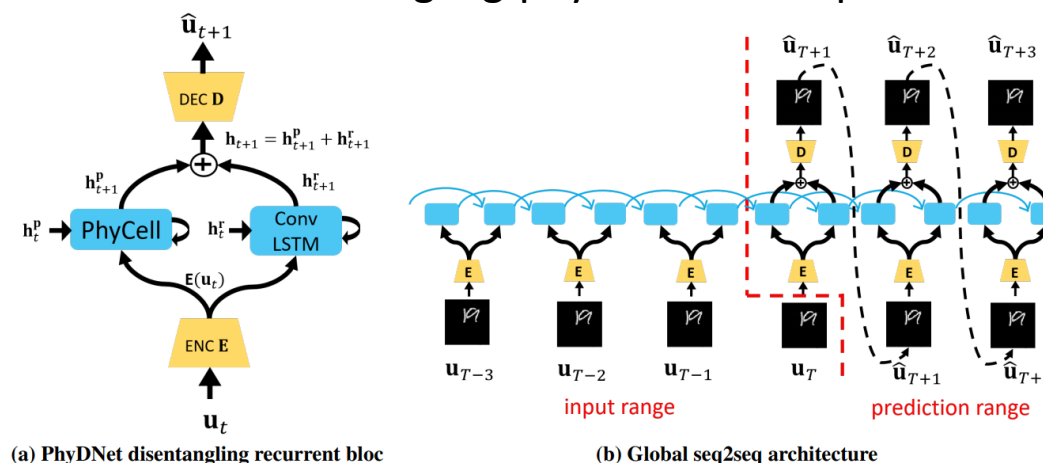 û_{t+1}
DEC D
h_{t+1} = h^p_{t+1} + h^r_{t+1}
+
h^p_{t+1}
h^r_{t+1}
h^p_t
PhyCell
h^r_t
Conv
LSTM
E(u_t)
ENC E
u_t
(a) PhyDNet disentangling recurrent bloc
û_{T+1} û_{T+2} û_{T+3}
D D D
+ + +
E E E E E E
u_{T−3} u_{T−2} u_{T−1} u_T û_{T+1} û_{T+
input range prediction range
(b) Global seq2seq architecture